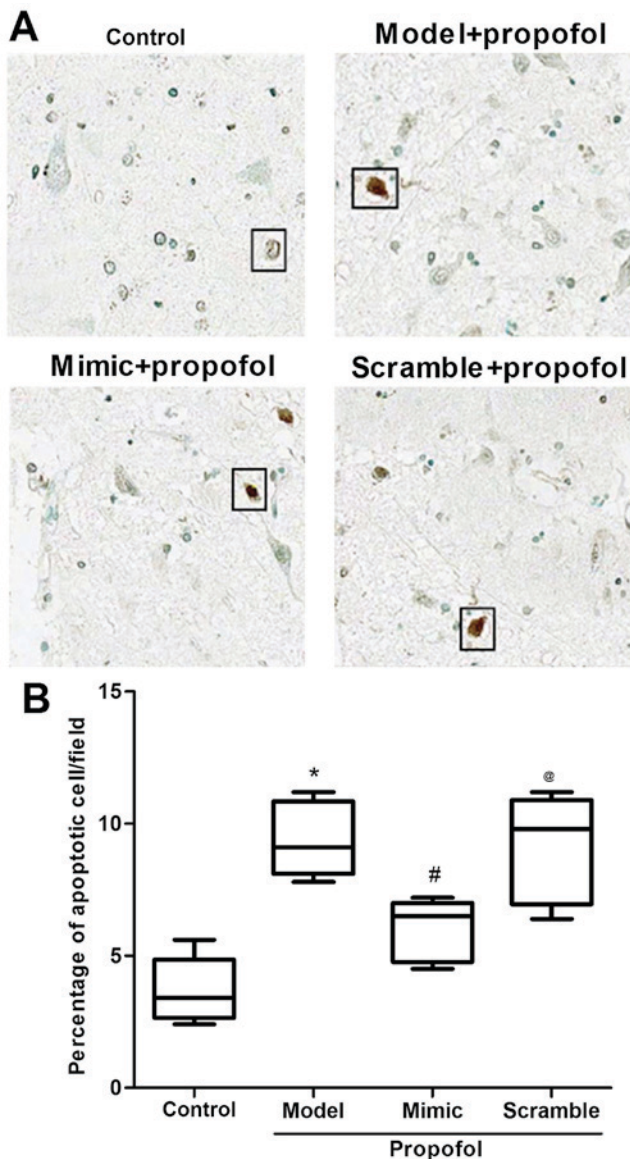 A
Control
Model+propofol
Mimic+propofol
Scramble+propofol
B
Percentage of apoptotic cell/field
15
10
5
0
*
#
@
Control Model Mimic Scramble
Propofol